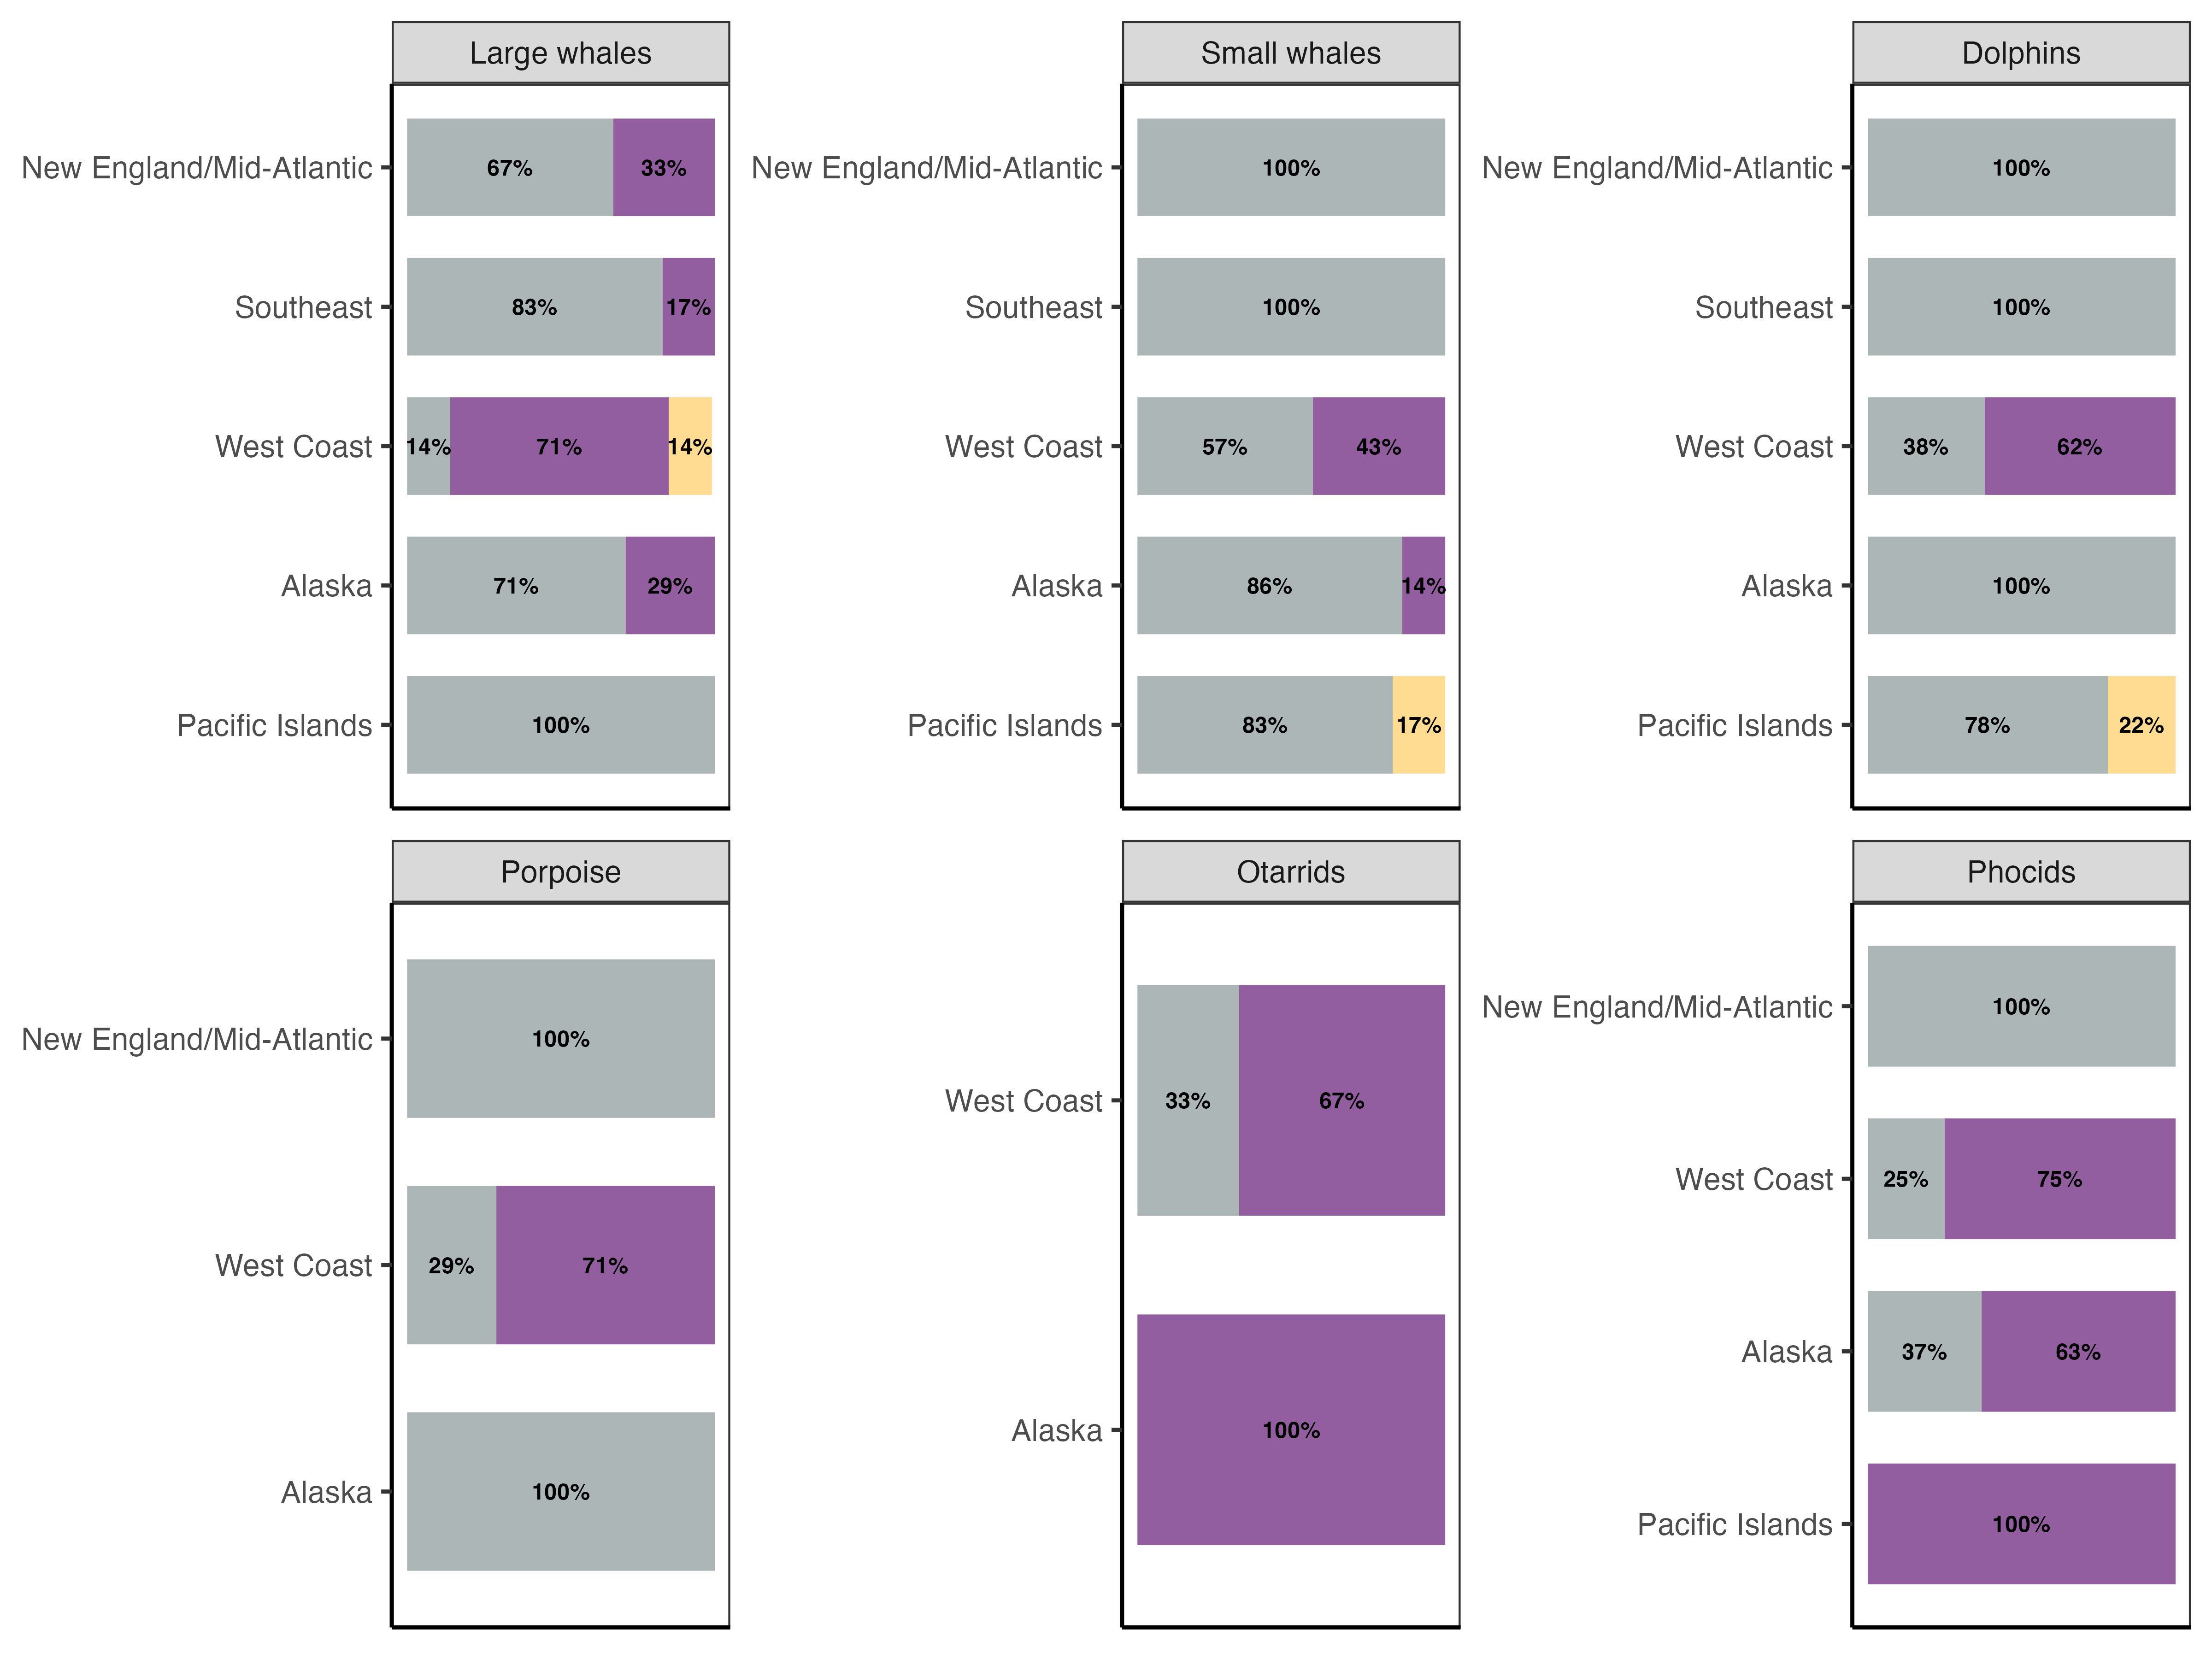 Large whales
New England/Mid-Atlantic 67% 33%
Southeast 83% 17%
West Coast 14% 71% 14%
Alaska 71% 29%
Pacific Islands 100%
Small whales
New England/Mid-Atlantic 100%
Southeast 100%
West Coast 57% 43%
Alaska 86% 14%
Pacific Islands 83% 17%
Dolphins
New England/Mid-Atlantic 100%
Southeast 100%
West Coast 38% 62%
Alaska 100%
Pacific Islands 78% 22%
Porpoise
New England/Mid-Atlantic 100%
West Coast 29% 71%
Alaska 100%
Otarrids
West Coast 33% 67%
Alaska 100%
Phocids
New England/Mid-Atlantic 100%
West Coast 25% 75%
Alaska 37% 63%
Pacific Islands 100%